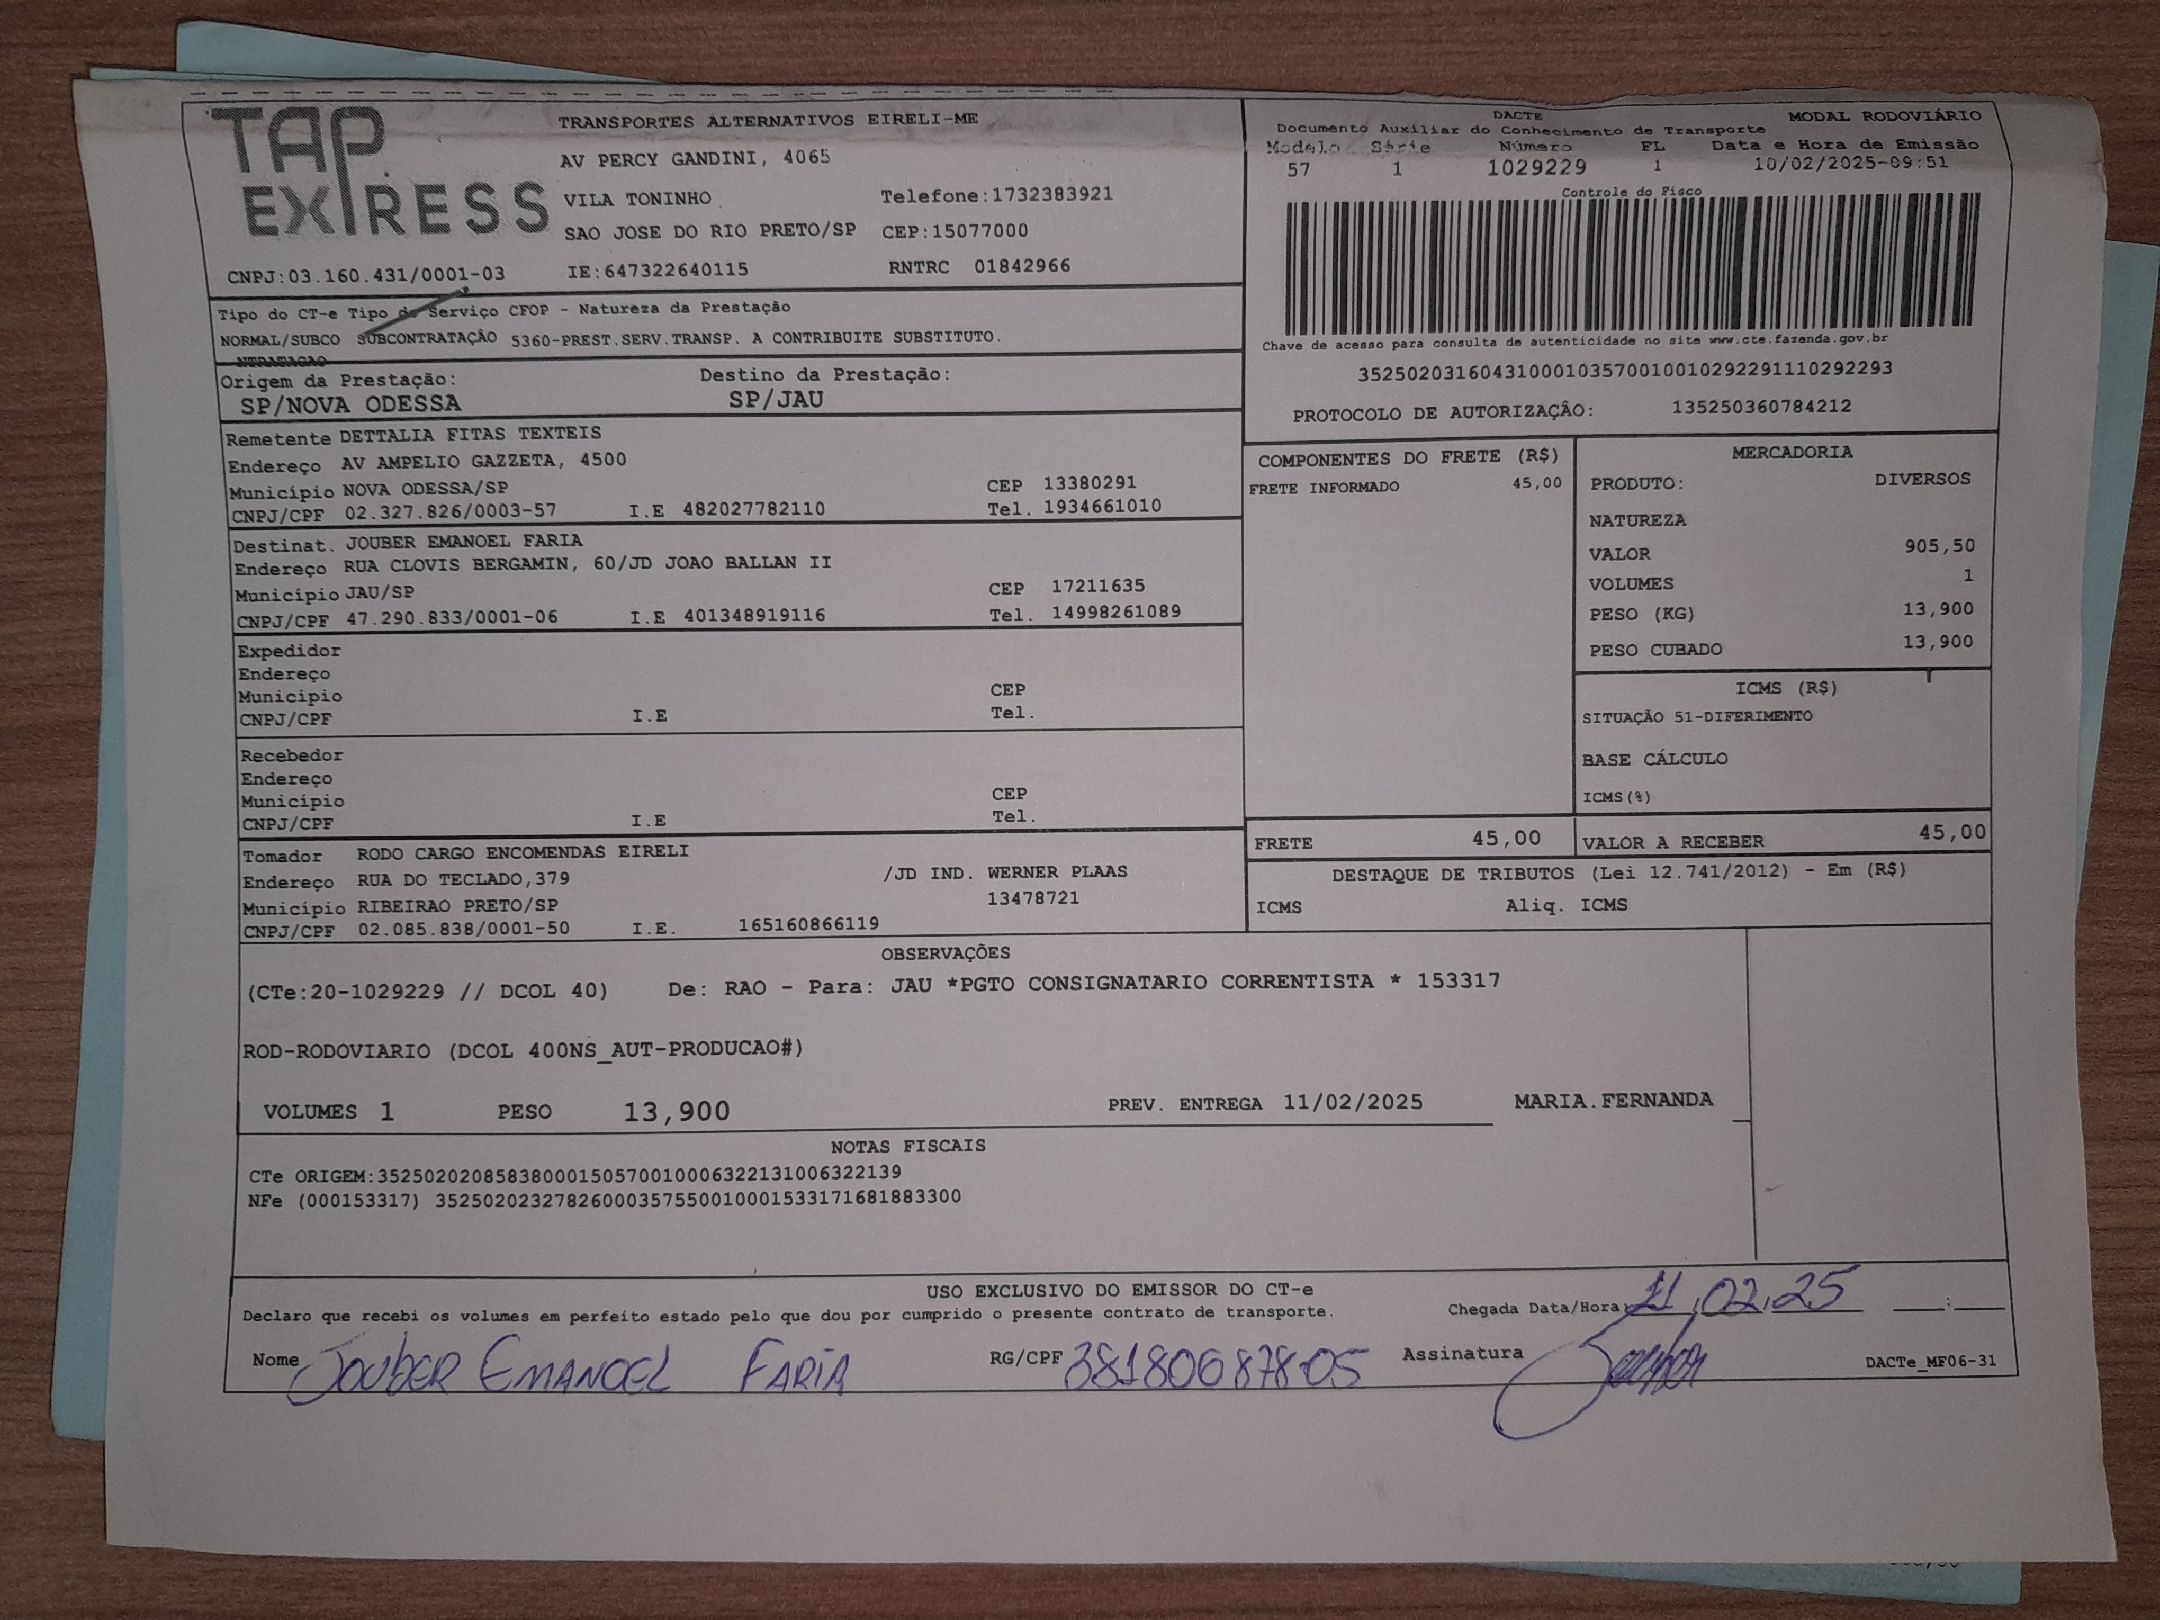 TAP EXPRESS
TRANSPORTES ALTERNATIVOS EIRELI-ME
AV PERCY GANDINI, 4065
VILA TONINHO Telefone:1732383921
SAO JOSE DO RIO PRETO/SP CEP:15077000
CNPJ:03.160.431/0001-03 IE:647322640115 RNTRC 01842966
DACTE MODAL RODOVIÁRIO
Documento Auxiliar do Conhecimento de Transporte
Modelo Série Número FL Data e Hora de Emissão
57 1 1029229 1 10/02/2025-09:51
Controle do Fisco
Chave de acesso para consulta de autenticidade no site www.cte.fazenda.gov.br
35250203160431000103570010010292291110292293
PROTOCOLO DE AUTORIZAÇÂO: 135250360784212
Tipo do CT-e Tipo do Serviço CFOP - Natureza da Prestação
NORMAL/SUBCO SUBCONTRATAÇÂO 5360-PREST.SERV.TRANSP. A CONTRIBUITE SUBSTITUTO.
NTRATACAO
Origem da Prestação: Destino da Prestação:
SP/NOVA ODESSA SP/JAU
Remetente DETTALIA FITAS TEXTEIS
Endereço AV AMPELIO GAZZETA, 4500
Município NOVA ODESSA/SP CEP 13380291
CNPJ/CPF 02.327.826/0003-57 I.E 482027782110 Tel. 1934661010
Destinat. JOUBER EMANOEL FARIA
Endereço RUA CLOVIS BERGAMIN, 60/JD JOAO BALLAN II
Município JAU/SP CEP 17211635
CNPJ/CPF 47.290.833/0001-06 I.E 401348919116 Tel. 14998261089
Expedidor
Endereço
Município CEP
CNPJ/CPF I.E Tel.
Recebedor
Endereço
Município CEP
CNPJ/CPF I.E Tel.
Tomador RODO CARGO ENCOMENDAS EIRELI
Endereço RUA DO TECLADO,379 /JD IND. WERNER PLAAS
Município RIBEIRAO PRETO/SP 13478721
CNPJ/CPF 02.085.838/0001-50 I.E. 165160866119
COMPONENTES DO FRETE (R$)
FRETE INFORMADO 45,00
MERCADORIA
PRODUTO: DIVERSOS
NATUREZA
VALOR 905,50
VOLUMES 1
PESO (KG) 13,900
PESO CUBADO 13,900
ICMS (R$)
SITUAÇÃO 51-DIFERIMENTO
BASE CÁLCULO
ICMS(%)
FRETE 45,00 VALOR A RECEBER 45,00
DESTAQUE DE TRIBUTOS (Lei 12.741/2012) - Em (R$)
ICMS Aliq. ICMS
OBSERVAÇÕES
(CTe:20-1029229 // DCOL 40) De: RAO - Para: JAU *PGTO CONSIGNATARIO CORRENTISTA * 153317
ROD-RODOVIARIO (DCOL 400NS_AUT-PRODUCAO#)
VOLUMES 1 PESO 13,900 PREV. ENTREGA 11/02/2025 MARIA.FERNANDA
NOTAS FISCAIS
CTe ORIGEM:35250202085838000150570010006322131006322139
NFe (000153317) 35250202327826000357550010001533171681883300
USO EXCLUSIVO DO EMISSOR DO CT-e
Declaro que recebi os volumes em perfeito estado pelo que dou por cumprido o presente contrato de transporte. Chegada Data/Hora: 11,02,25 :
Nome JOUBER EMANOEL FARIA RG/CPF 38180687805 Assinatura
DACTe_MF06-31